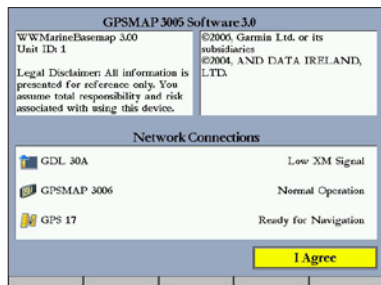 GPSMAP 3005 Software 3.0
WWMarineBasemap 3.00
Unit ID: 1
Legal Disclaimer: All information is
presented for reference only. You
assume total responsibility and risk
associated with using this device.
©2006, Garmin Ltd. or its
subsidiaries
©2004, AND DATA IRELAND,
LTD.
Network Connections
GDL 30A Low XM Signal
GPSMAP 3006 Normal Operation
GPS 17 Ready for Navigation
I Agree